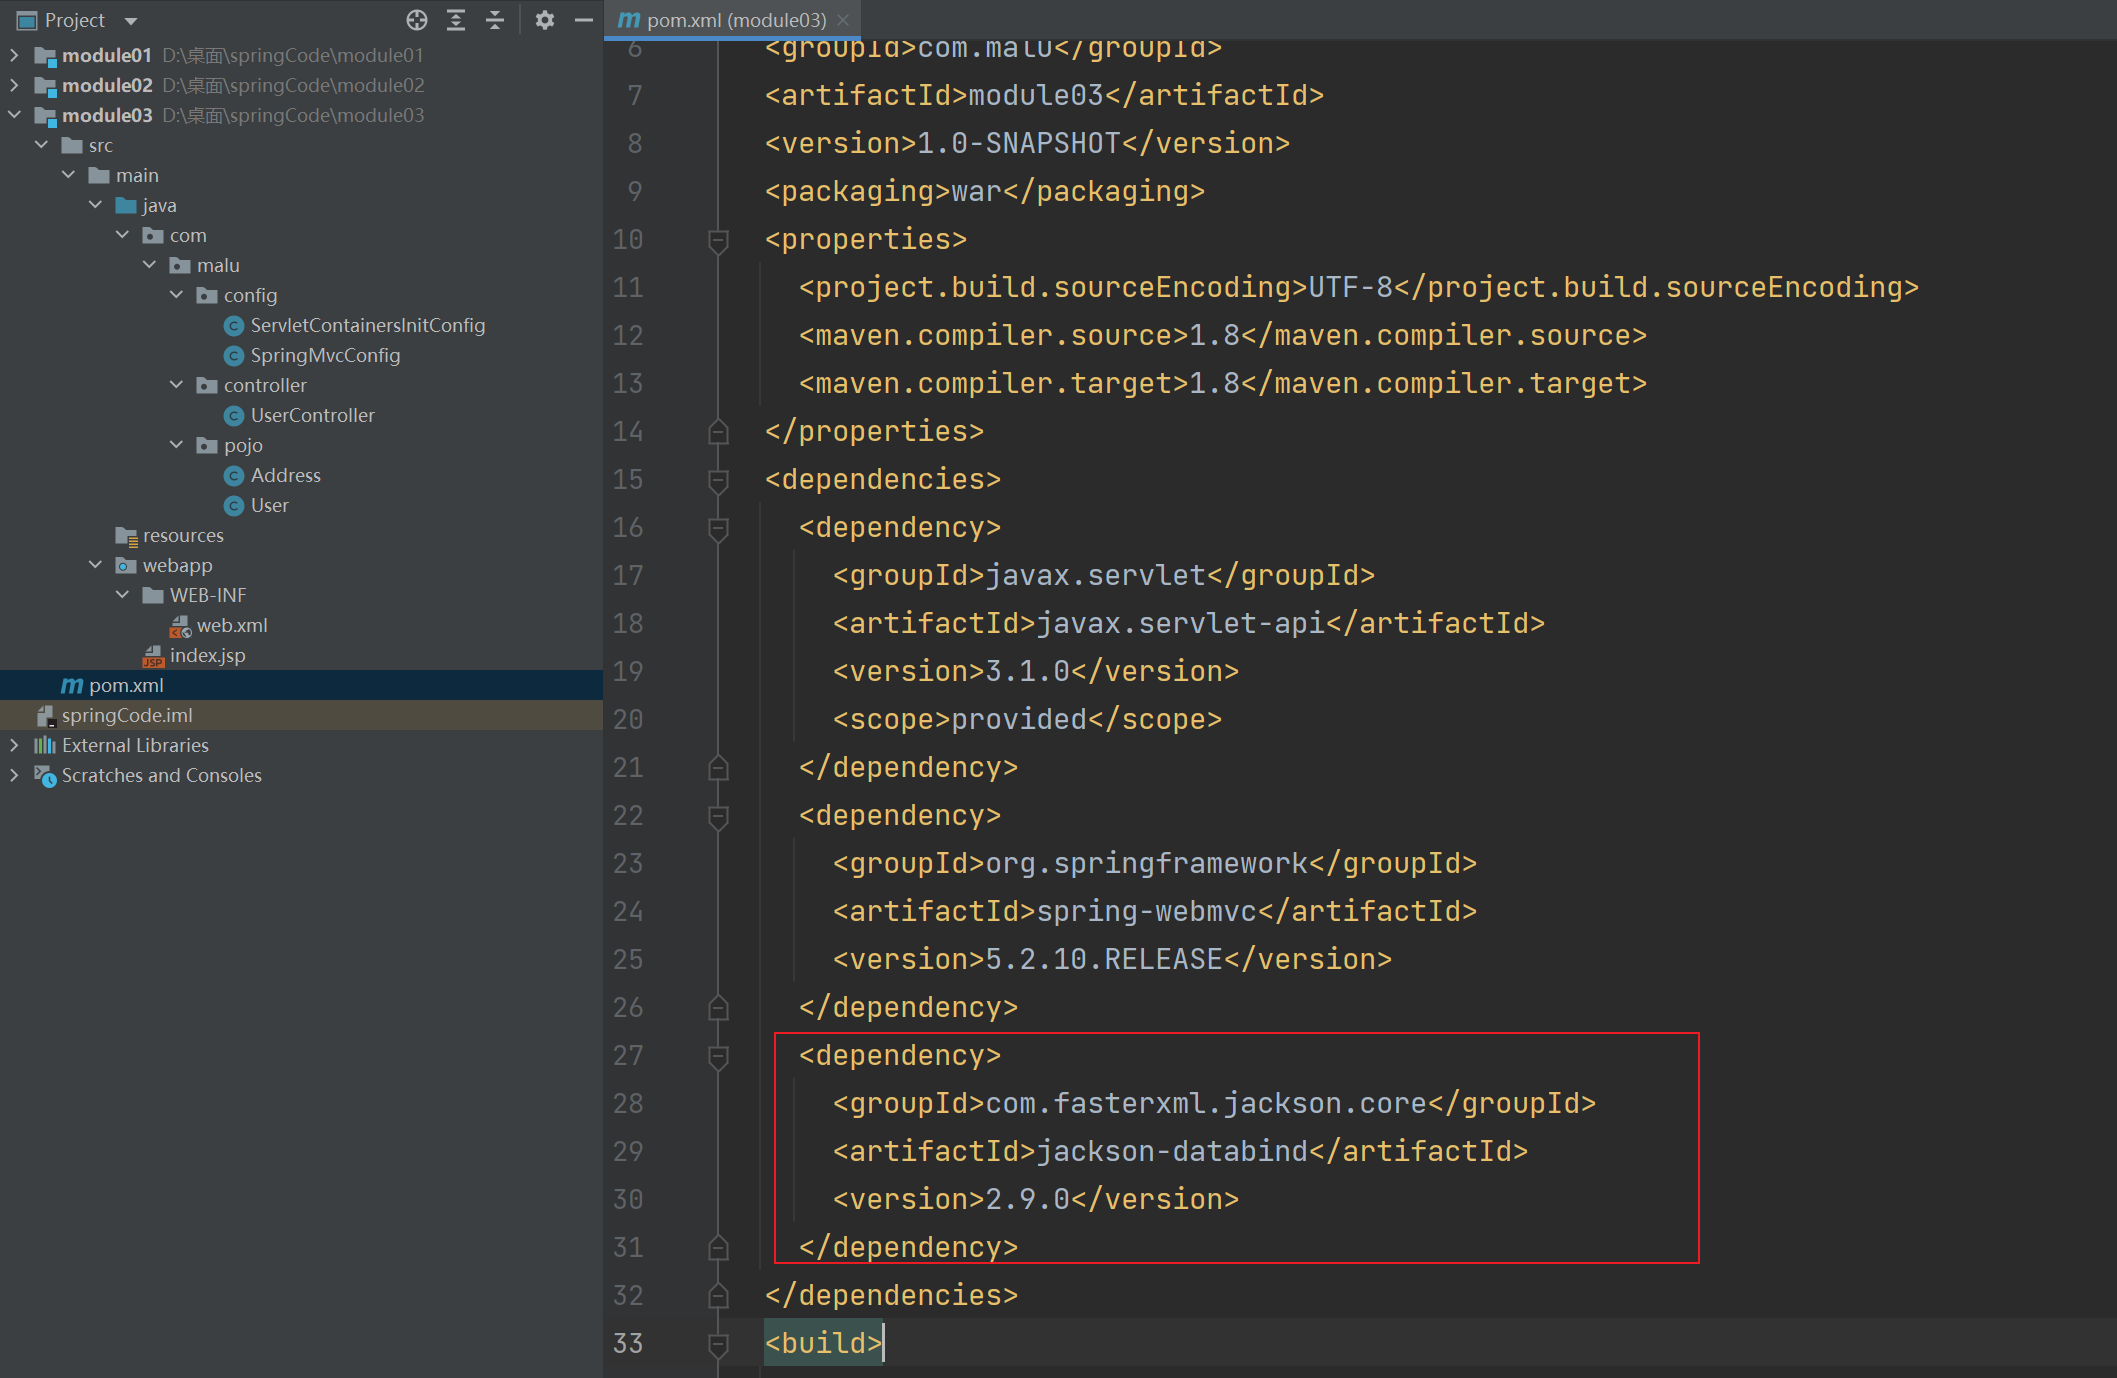 Project
module01 D:\桌面\springCode\module01
module02 D:\桌面\springCode\module02
module03 D:\桌面\springCode\module03
src
main
java
com
malu
config
ServletContainersInitConfig
SpringMvcConfig
controller
UserController
pojo
Address
User
resources
webapp
WEB-INF
web.xml
index.jsp
pom.xml
springCode.iml
External Libraries
Scratches and Consoles
pom.xml (module03)
6 <groupId>com.malu</groupId>
7 <artifactId>module03</artifactId>
8 <version>1.0-SNAPSHOT</version>
9 <packaging>war</packaging>
10 <properties>
11 <project.build.sourceEncoding>UTF-8</project.build.sourceEncoding>
12 <maven.compiler.source>1.8</maven.compiler.source>
13 <maven.compiler.target>1.8</maven.compiler.target>
14 </properties>
15 <dependencies>
16 <dependency>
17 <groupId>javax.servlet</groupId>
18 <artifactId>javax.servlet-api</artifactId>
19 <version>3.1.0</version>
20 <scope>provided</scope>
21 </dependency>
22 <dependency>
23 <groupId>org.springframework</groupId>
24 <artifactId>spring-webmvc</artifactId>
25 <version>5.2.10.RELEASE</version>
26 </dependency>
27 <dependency>
28 <groupId>com.fasterxml.jackson.core</groupId>
29 <artifactId>jackson-databind</artifactId>
30 <version>2.9.0</version>
31 </dependency>
32 </dependencies>
33 <build>